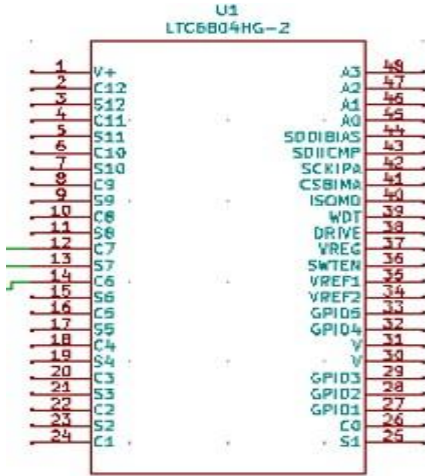 U1
LTC6804HG-2
1 V+ A3 48
2 C12 A2 47
3 S12 A1 46
4 C11 A0 45
5 S11 SDOIBIAS 44
6 C10 SDIICMP 43
7 S10 SCKIPA 42
8 C9 CSBIMA 41
9 S9 ISOMD 40
10 C8 WDT 39
11 S8 DRIVE 38
12 C7 VREG 37
13 S7 SWTEN 36
14 C6 VREF1 35
15 S6 VREF2 34
16 C5 GPIO5 33
17 S5 GPIO4 32
18 C4 V 31
19 S4 V 30
20 C3 GPIO3 29
21 S3 GPIO2 28
22 C2 GPIO1 27
23 S2 C0 26
24 C1 S1 25